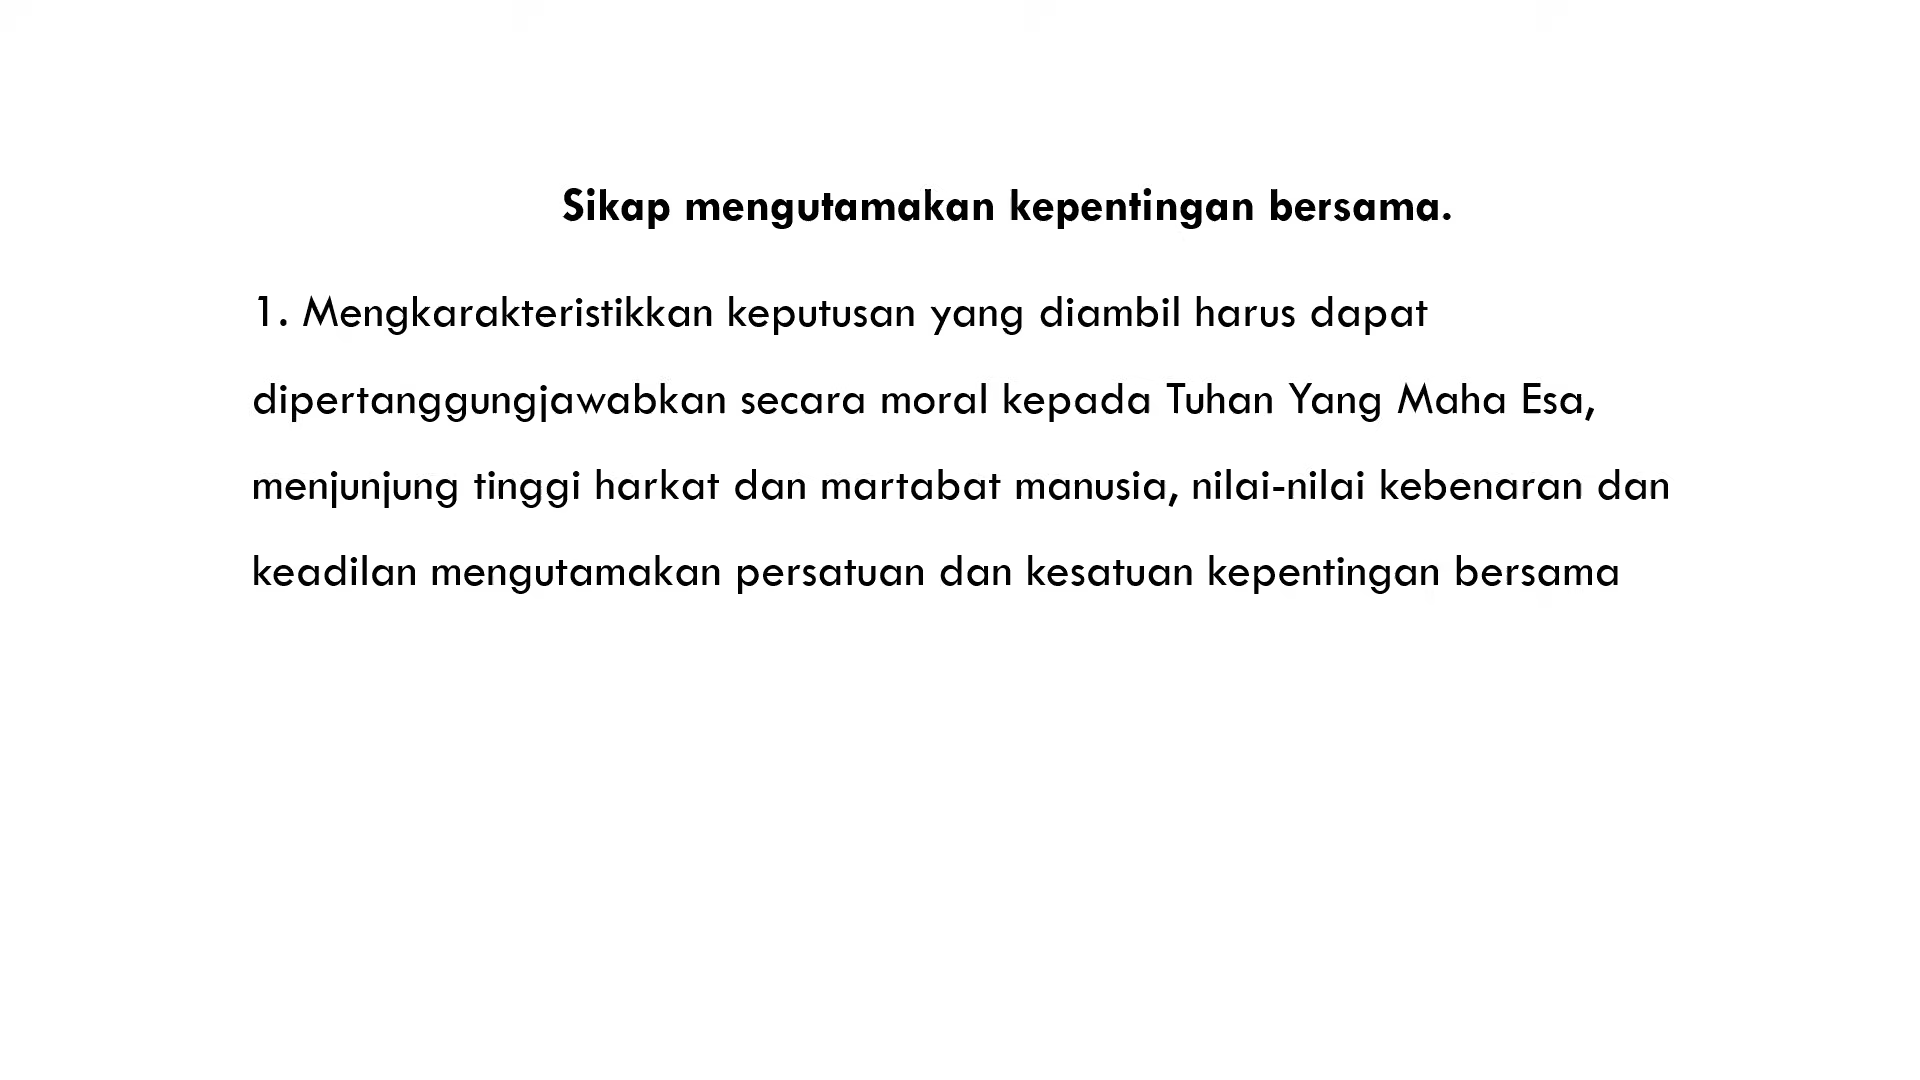 Sikap mengutamakan kepentingan bersama.
1. Mengkarakteristikkan keputusan yang diambil harus dapat
dipertanggungjawabkan secara moral kepada Tuhan Yang Maha Esa,
menjunjung tinggi harkat dan martabat manusia, nilai-nilai kebenaran dan
keadilan mengutamakan persatuan dan kesatuan kepentingan bersama